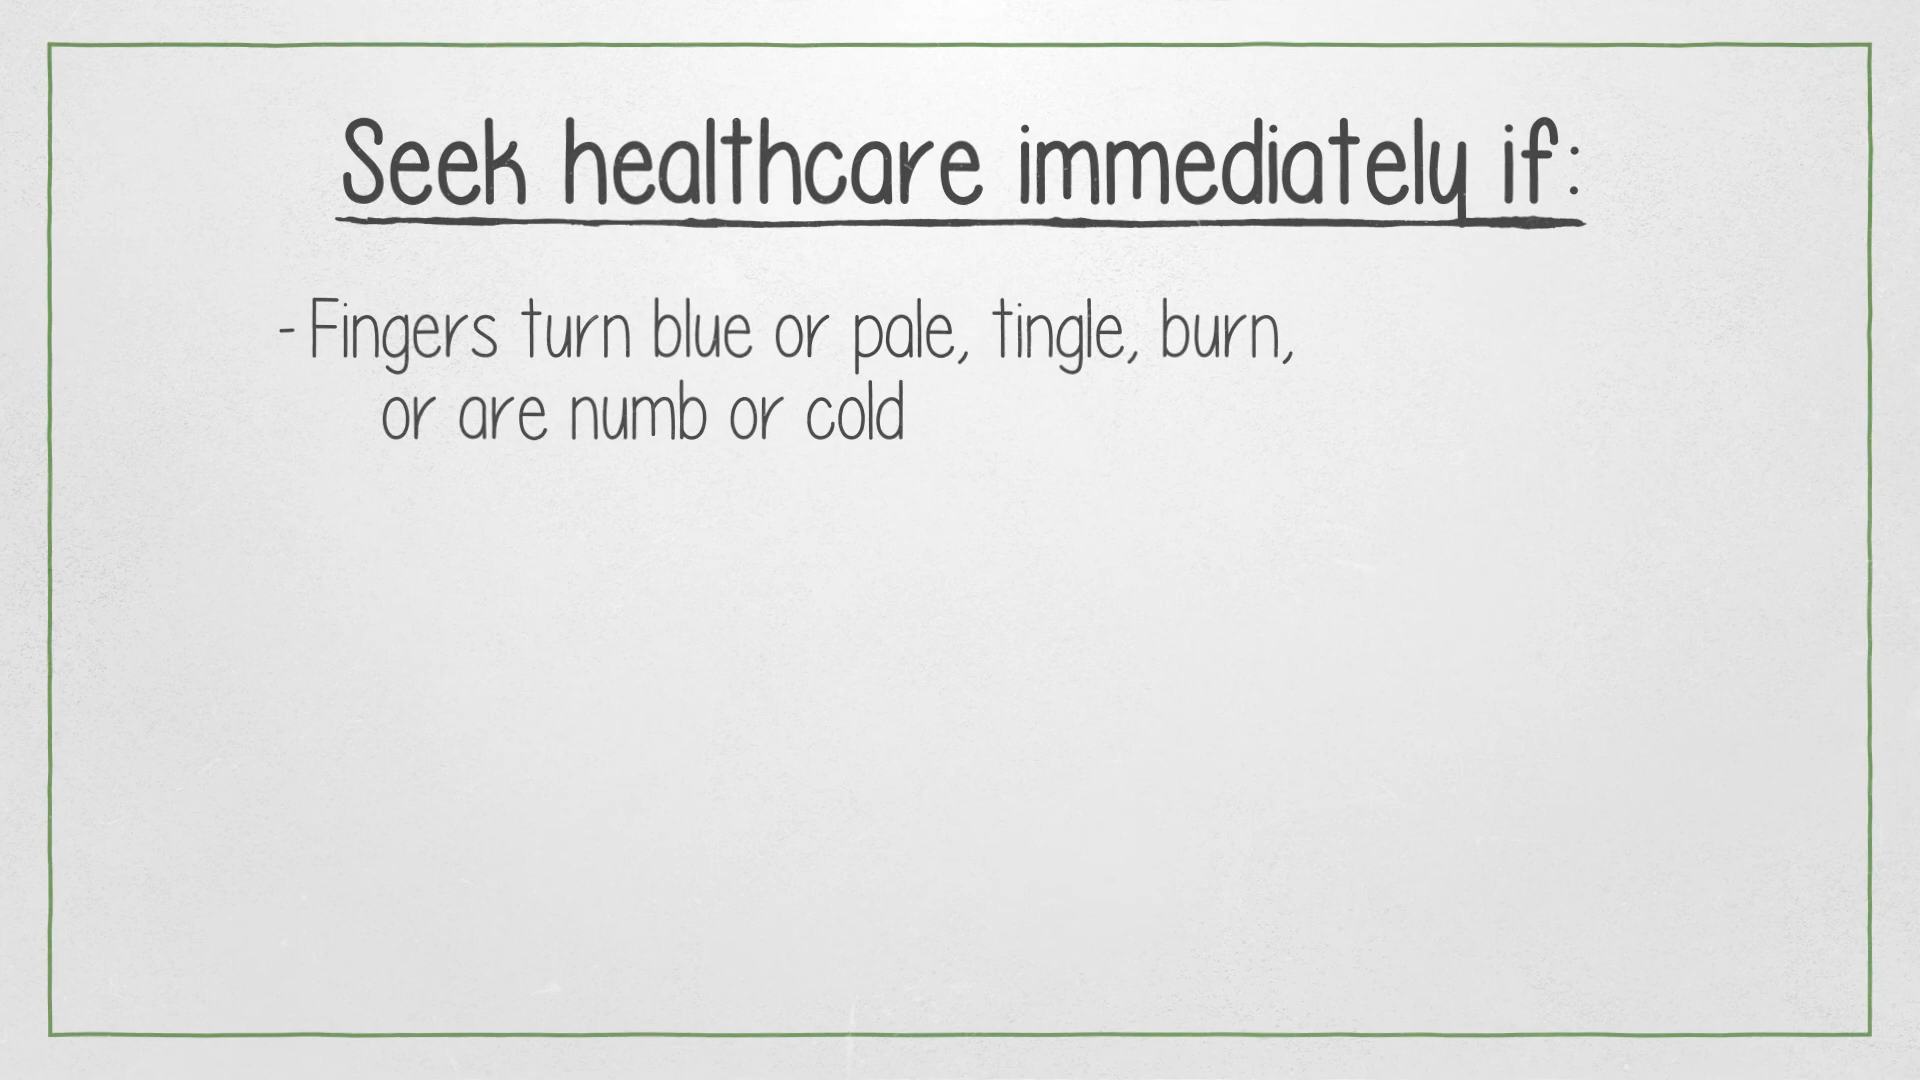 Seek healthcare immediately if:
- Fingers turn blue or pale, tingle, burn,
or are numb or cold